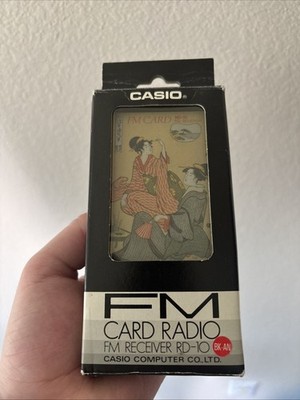 CASIO®
FM CARD
FM
CARD RADIO
FM RECEIVER RD-10 BK-AN
CASIO COMPUTER CO., LTD.